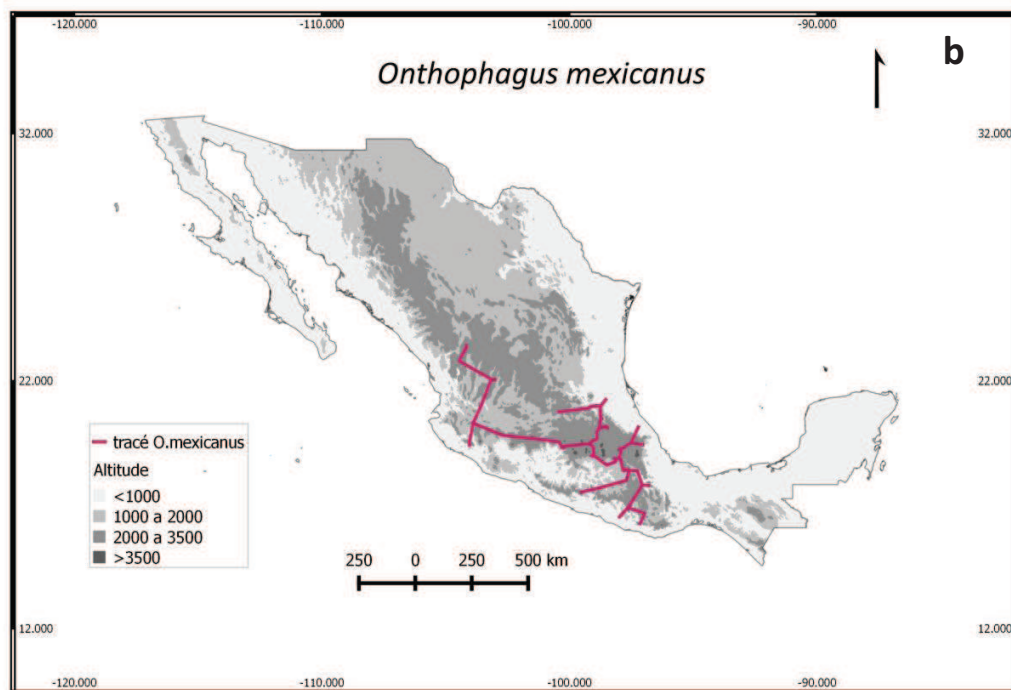 -120.000 -110.000 -100.000 -90.000
b
Onthophagus mexicanus
32.000 32.000
22.000 22.000
tracé O.mexicanus
Altitude
<1000
1000 a 2000
2000 a 3500
>3500
250 0 250 500 km
12.000 12.000
-120.000 -110.000 -100.000 -90.000